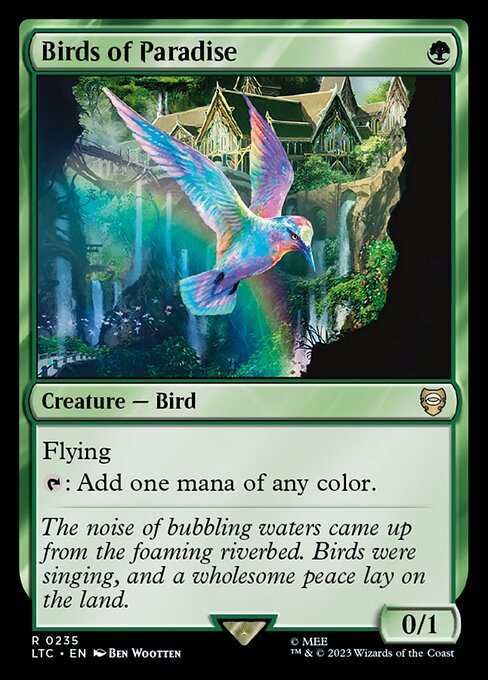 Birds of Paradise
Creature — Bird
Flying
: Add one mana of any color.
The noise of bubbling waters came up
from the foaming riverbed. Birds were
singing, and a wholesome peace lay on
the land.
0/1
R 0235
LTC • EN Ben Wootten
© MEE
™ & © 2023 Wizards of the Coast